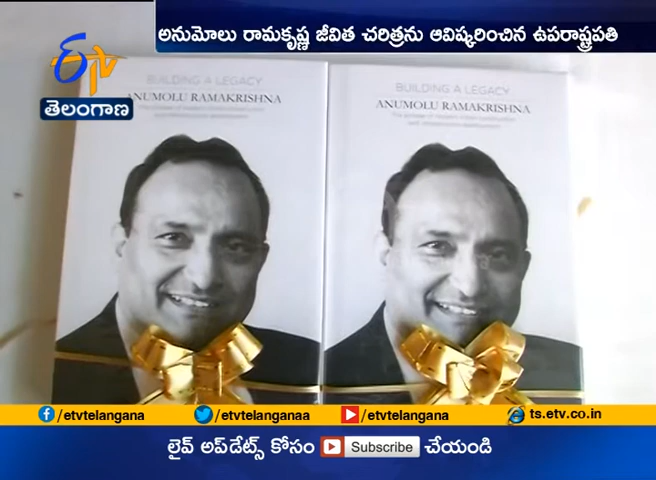 అనుమోలు రామకృష్ణ జీవిత చరిత్రను ఆవిష్కరించిన ఉపరాష్ట్రపతి
ETV
తెలంగాణ
BUILDING A LEGACY
ANUMOLU RAMAKRISHNA
BUILDING A LEGACY
ANUMOLU RAMAKRISHNA
/etvtelangana
/etvtelanganaa
/etvtelangana
ts.etv.co.in
లైవ్ అప్‌డేట్స్ కోసం Subscribe చేయండి